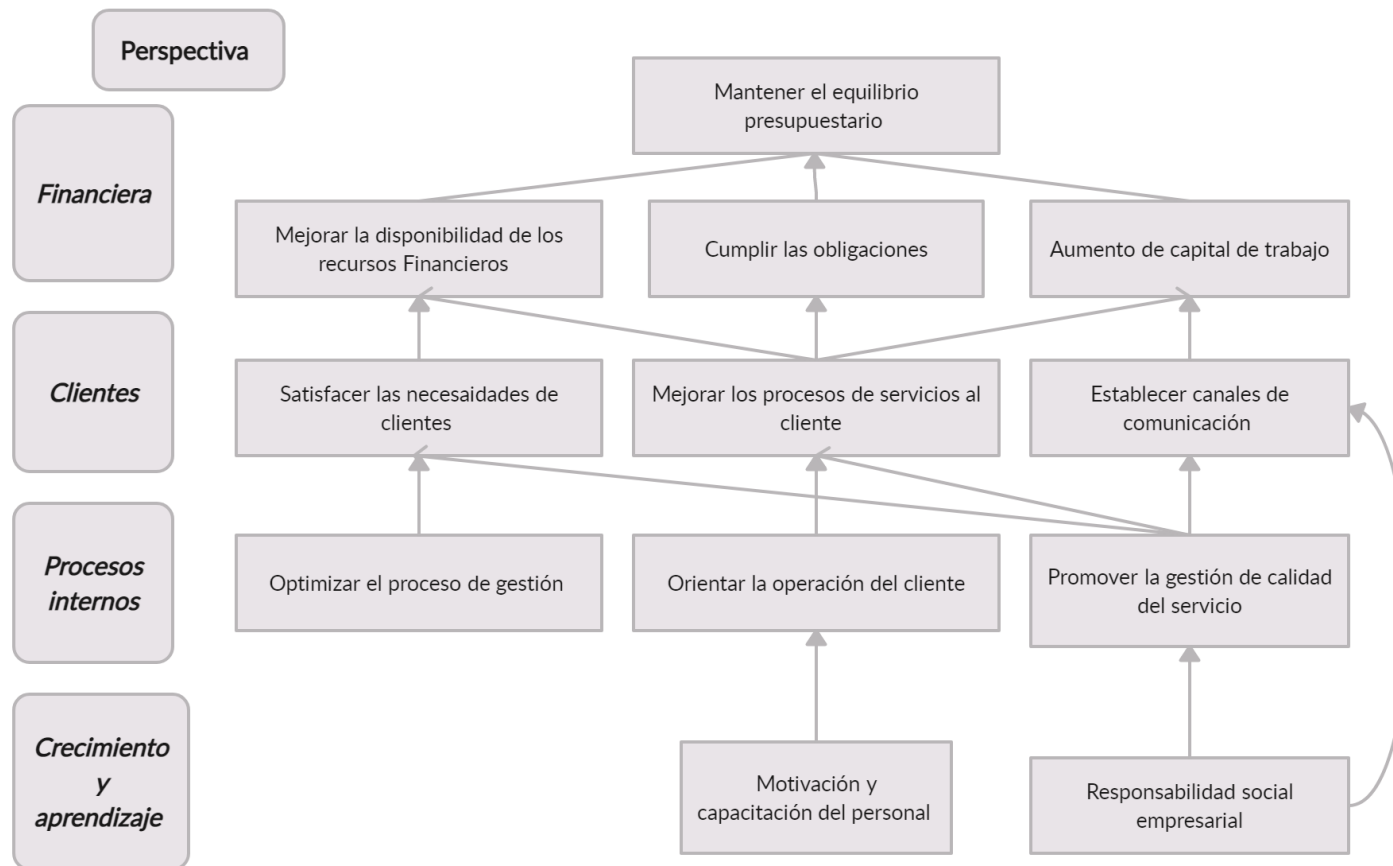 Perspectiva
Mantener el equilibrio
presupuestario
Financiera
Mejorar la disponibilidad de los
recursos Financieros
Cumplir las obligaciones
Aumento de capital de trabajo
Clientes
Satisfacer las necesaidades de
clientes
Mejorar los procesos de servicios al
cliente
Establecer canales de
comunicación
Procesos
internos
Optimizar el proceso de gestión
Orientar la operación del cliente
Promover la gestión de calidad
del servicio
Crecimiento
y
aprendizaje
Motivación y
capacitación del personal
Responsabilidad social
empresarial